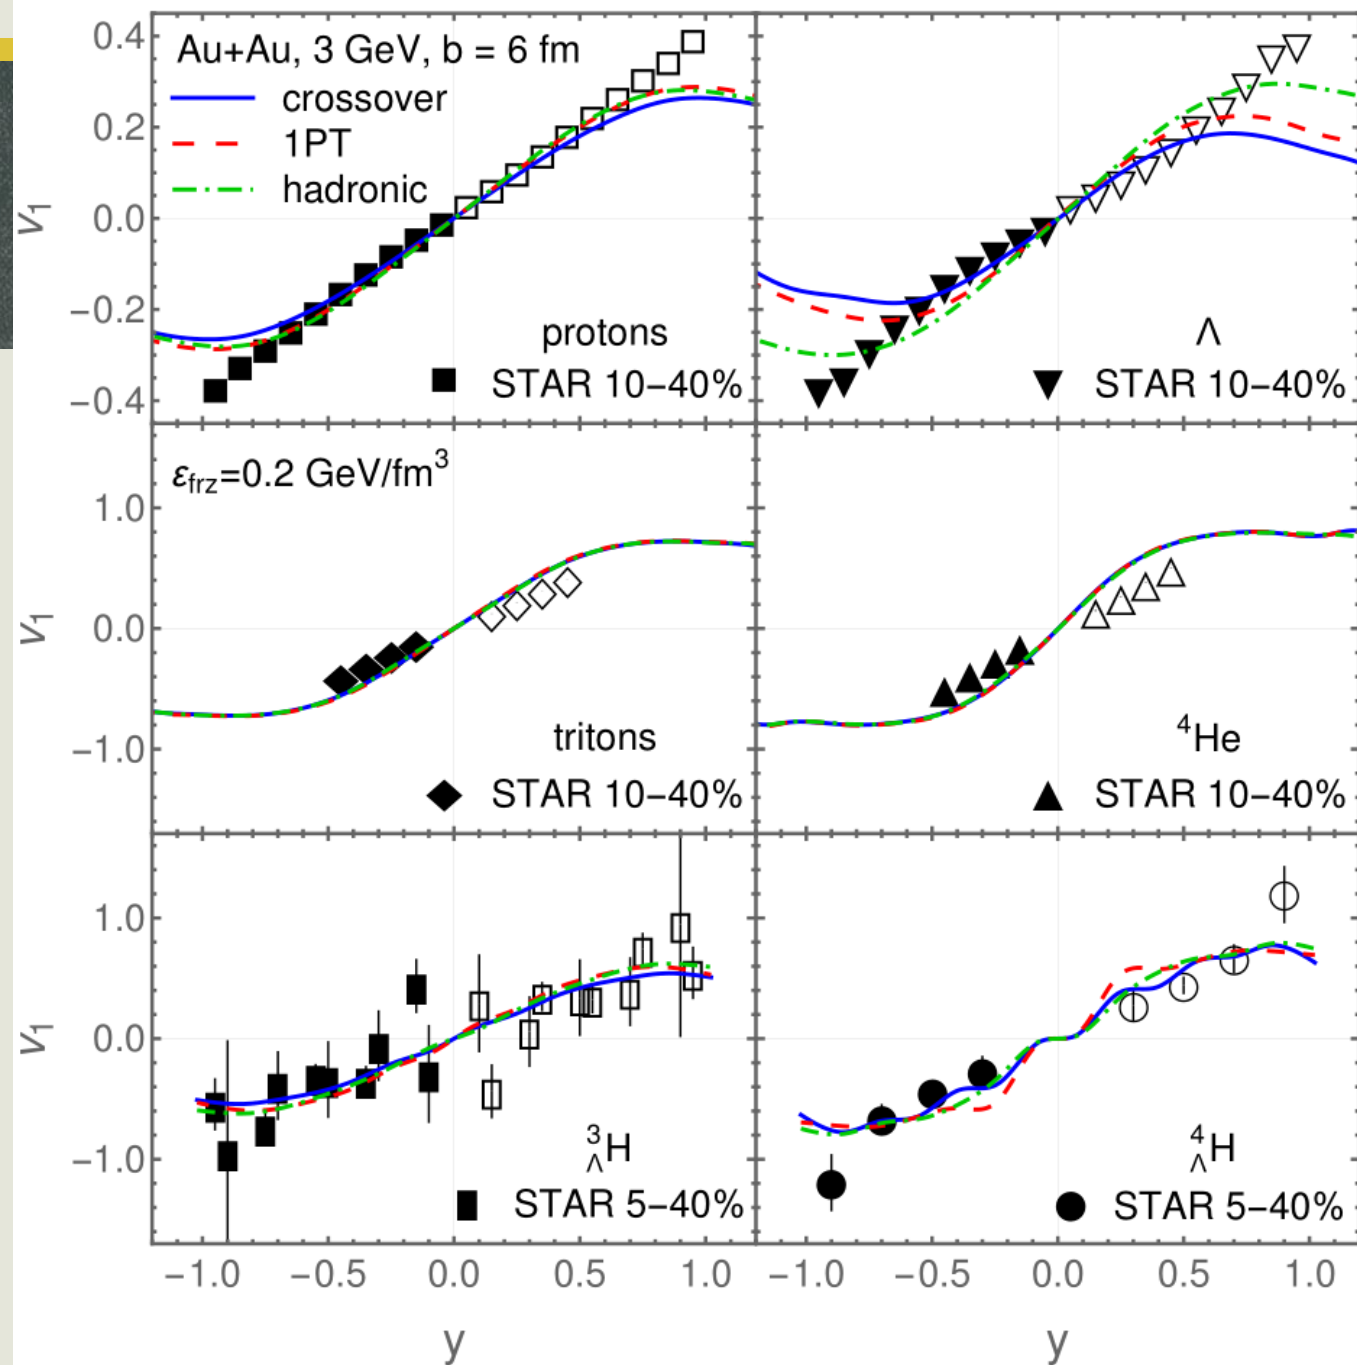 Au+Au, 3 GeV, b = 6 fm
crossover
1PT
hadronic
protons
STAR 10−40%
Λ
STAR 10−40%
v1
0.4
0.2
0.0
−0.2
−0.4
εfrz=0.2 GeV/fm³
tritons
STAR 10−40%
⁴He
STAR 10−40%
v1
1.0
0.0
−1.0
³ΛH
STAR 5−40%
⁴ΛH
STAR 5−40%
v1
1.0
0.0
−1.0
−1.0 −0.5 0.0 0.5 1.0 −1.0 −0.5 0.0 0.5 1.0
y y